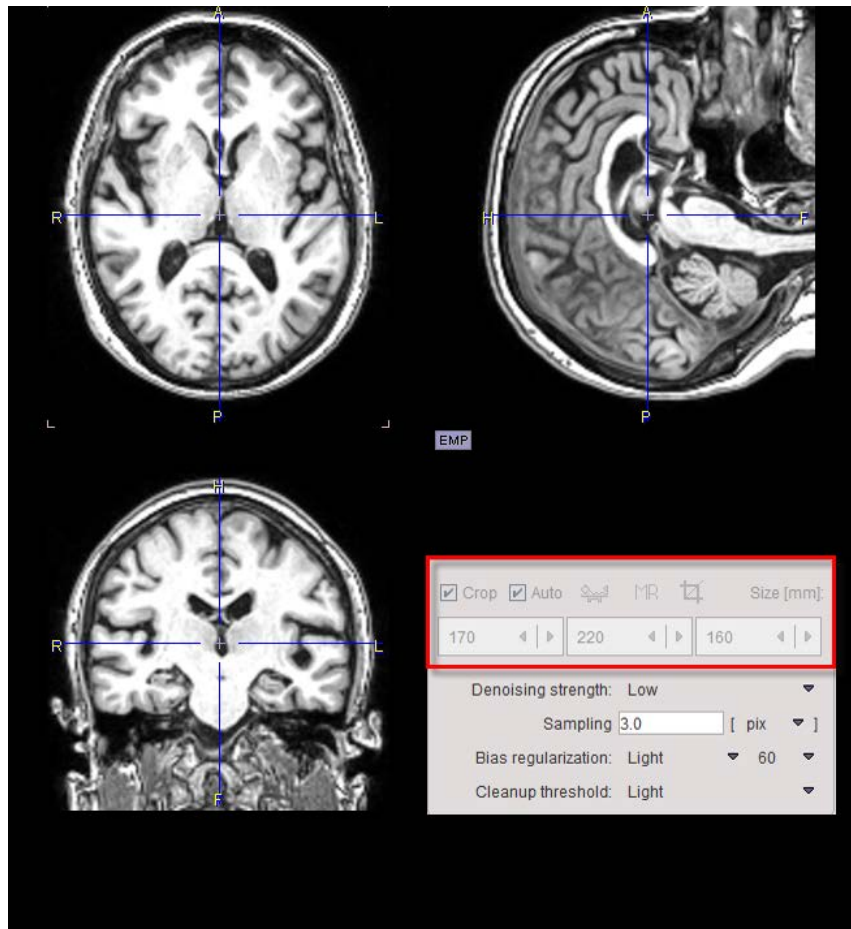 A
A
R
L
H
F
P
P
EMP
H
R
L
F
Crop Auto MR Size [mm]:
170 220 160
Denoising strength: Low
Sampling 3.0 [ pix ]
Bias regularization: Light 60
Cleanup threshold: Light